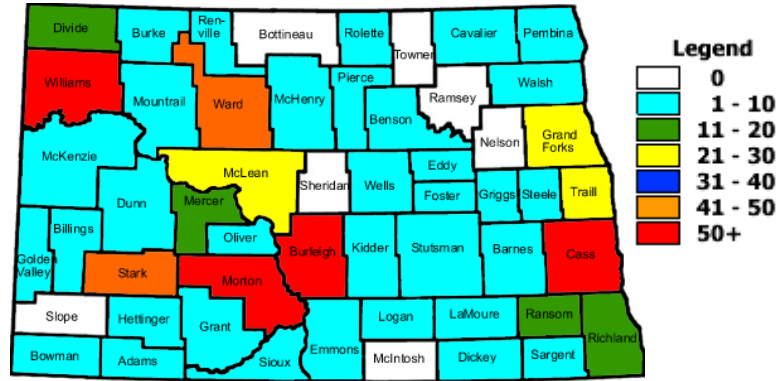 Divide
Burke
Ren-
ville
Bottineau
Rolette
Towner
Cavalier
Pembina
Williams
Mountrail
Ward
McHenry
Pierce
Benson
Ramsey
Walsh
Nelson
Grand
Forks
McKenzie
McLean
Sheridan
Wells
Eddy
Foster
Griggs
Steele
Traill
Dunn
Mercer
Oliver
Golden
Valley
Billings
Stark
Morton
Burleigh
Kidder
Stutsman
Barnes
Cass
Slope
Hettinger
Grant
Logan
LaMoure
Ransom
Richland
Bowman
Adams
Sioux
Emmons
McIntosh
Dickey
Sargent
Legend
0
1 - 10
11 - 20
21 - 30
31 - 40
41 - 50
50+